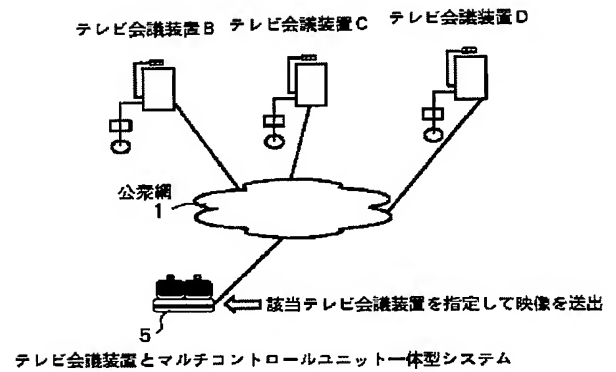 テレビ会議装置B テレビ会議装置C テレビ会議装置D
公衆網
1
該当テレビ会議装置を指定して映像を送出
5
テレビ会議装置とマルチコントロールユニット一体型システム